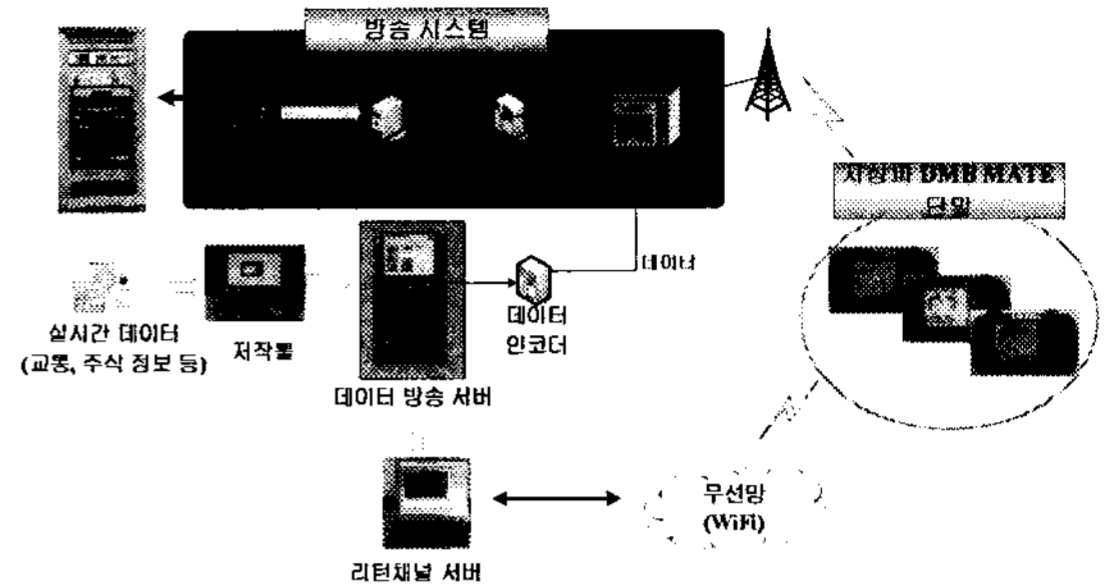 방송 시스템
지상파 DMB MATE
단말
데이터
실시간 데이터
(교통, 주식 정보 등)
저작툴
데이터
인코더
데이터 방송 서버
무선망
(WiFi)
리턴채널 서버